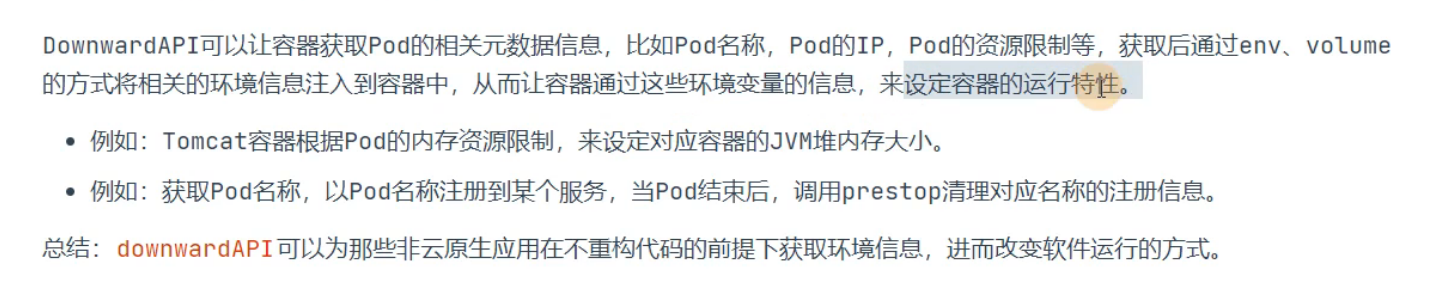 DownwardAPI可以让容器获取Pod的相关元数据信息，比如Pod名称，Pod的IP，Pod的资源限制等，获取后通过env、volume
的方式将相关的环境信息注入到容器中，从而让容器通过这些环境变量的信息，来设定容器的运行特性。
• 例如：Tomcat容器根据Pod的内存资源限制，来设定对应容器的JVM堆内存大小。
• 例如：获取Pod名称，以Pod名称注册到某个服务，当Pod结束后，调用prestop清理对应名称的注册信息。
总结：downwardAPI可以为那些非云原生应用在不重构代码的前提下获取环境信息，进而改变软件运行的方式。